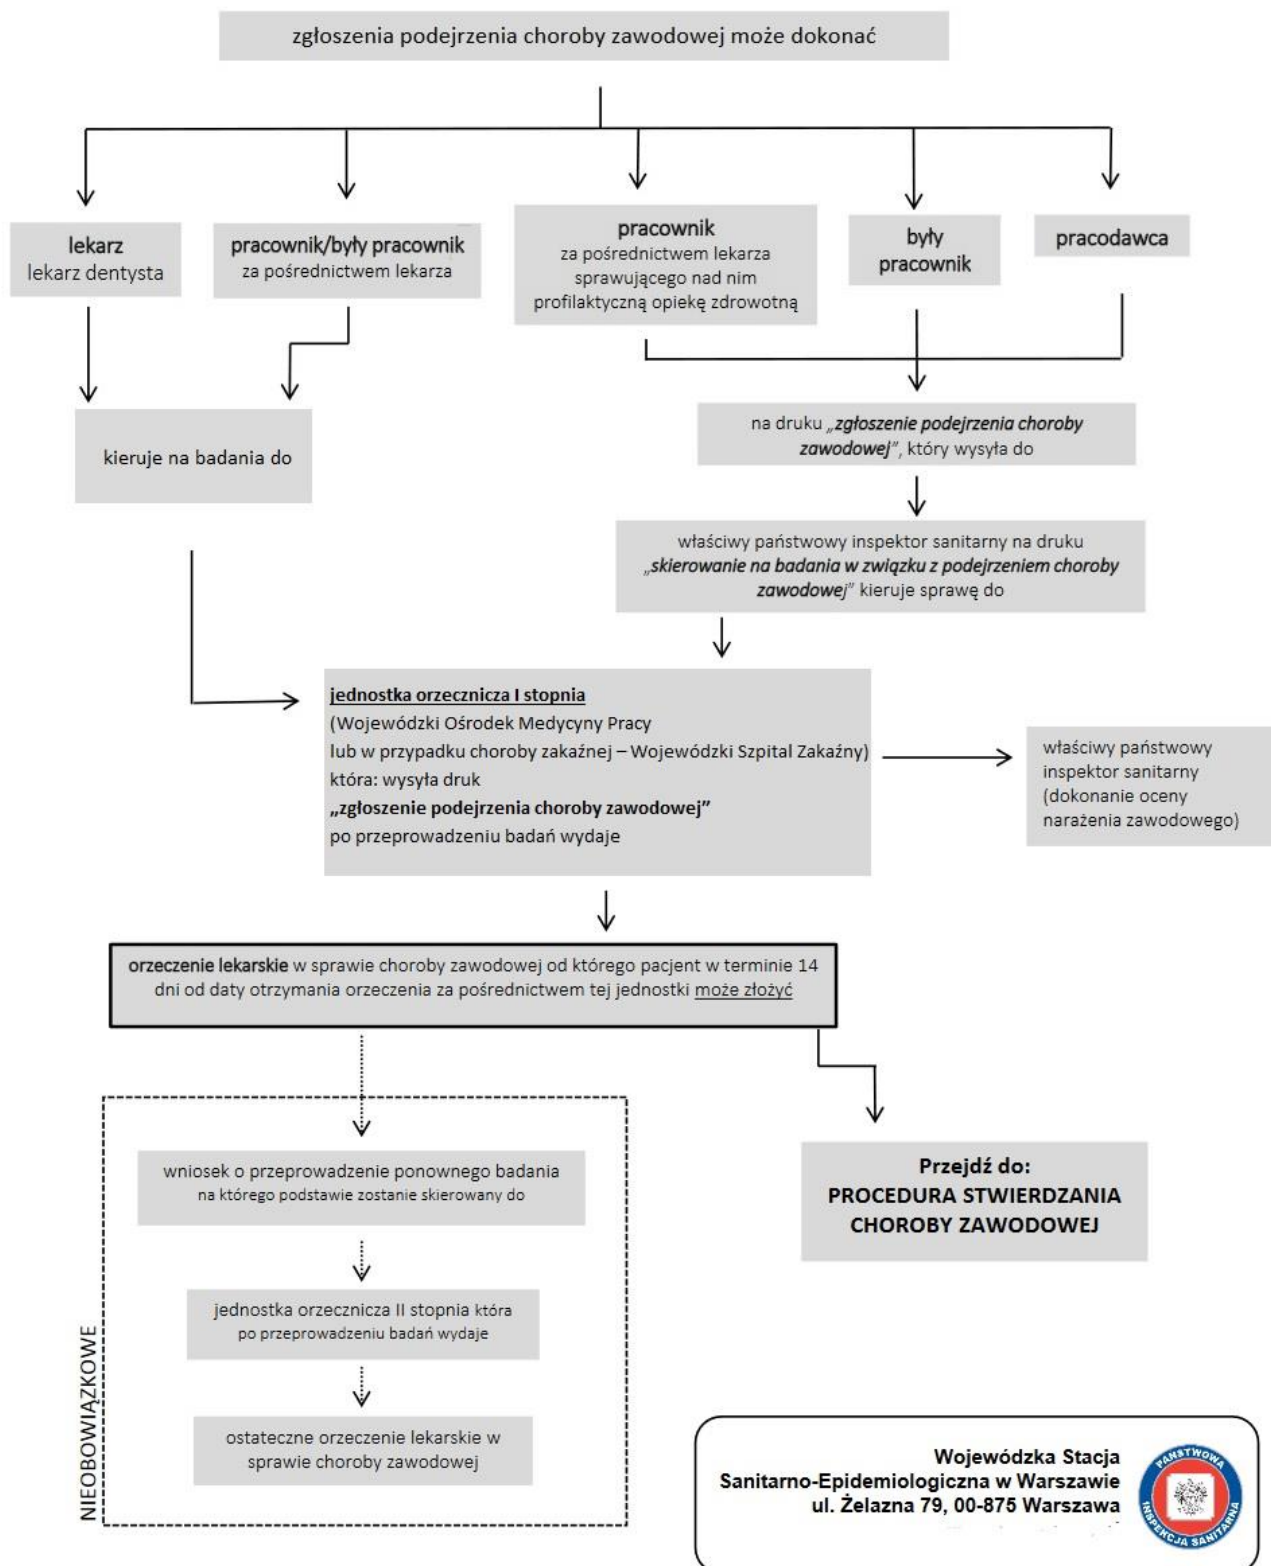 zgłoszenia podejrzenia choroby zawodowej może dokonać
lekarz
lekarz dentysta
pracownik/były pracownik
za pośrednictwem lekarza
pracownik
za pośrednictwem lekarza
sprawującego nad nim
profilaktyczną opiekę zdrowotną
były
pracownik
pracodawca
kieruje na badania do
na druku „zgłoszenie podejrzenia choroby
zawodowej”, który wysyła do
właściwy państwowy inspektor sanitarny na druku
„skierowanie na badania w związku z podejrzeniem choroby
zawodowej” kieruje sprawę do
jednostka orzecznicza I stopnia
(Wojewódzki Ośrodek Medycyny Pracy
lub w przypadku choroby zakaźnej – Wojewódzki Szpital Zakaźny)
która: wysyła druk
„zgłoszenie podejrzenia choroby zawodowej”
po przeprowadzeniu badań wydaje
właściwy państwowy
inspektor sanitarny
(dokonanie oceny
narażenia zawodowego)
orzeczenie lekarskie w sprawie choroby zawodowej od którego pacjent w terminie 14
dni od daty otrzymania orzeczenia za pośrednictwem tej jednostki może złożyć
wniosek o przeprowadzenie ponownego badania
na którego podstawie zostanie skierowany do
Przejdź do:
PROCEDURA STWIERDZANIA
CHOROBY ZAWODOWEJ
jednostka orzecznicza II stopnia która
po przeprowadzeniu badań wydaje
ostateczne orzeczenie lekarskie w
sprawie choroby zawodowej
NIEOBOWIĄZKOWE
Wojewódzka Stacja
Sanitarno-Epidemiologiczna w Warszawie
ul. Żelazna 79, 00-875 Warszawa
PAŃSTWOWA
INSPEKCJA SANITARNA